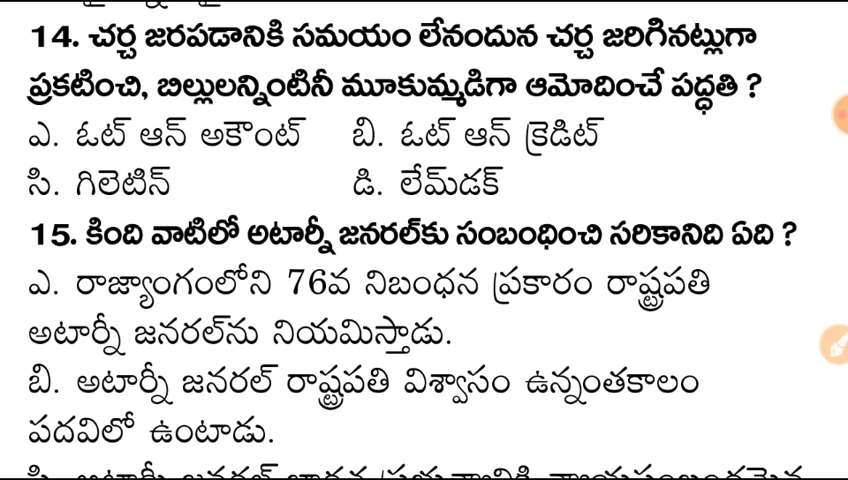 14. చర్చ జరపడానికి సమయం లేనందున చర్చ జరిగినట్లుగా
ప్రకటించి, బిల్లులన్నింటినీ మూకుమ్మడిగా ఆమోదించే పద్ధతి ?
ఎ. ఓట్ ఆన్ అకౌంట్ బి. ఓట్ ఆన్ క్రెడిట్
సి. గిలెటిన్ డి. లేమ్‌డక్
15. కింది వాటిలో అటార్నీ జనరల్‌కు సంబంధించి సరికానిది ఏది ?
ఎ. రాజ్యాంగంలోని 76వ నిబంధన ప్రకారం రాష్ట్రపతి
అటార్నీ జనరల్‌ను నియమిస్తాడు.
బి. అటార్నీ జనరల్ రాష్ట్రపతి విశ్వాసం ఉన్నంతకాలం
పదవిలో ఉంటాడు.